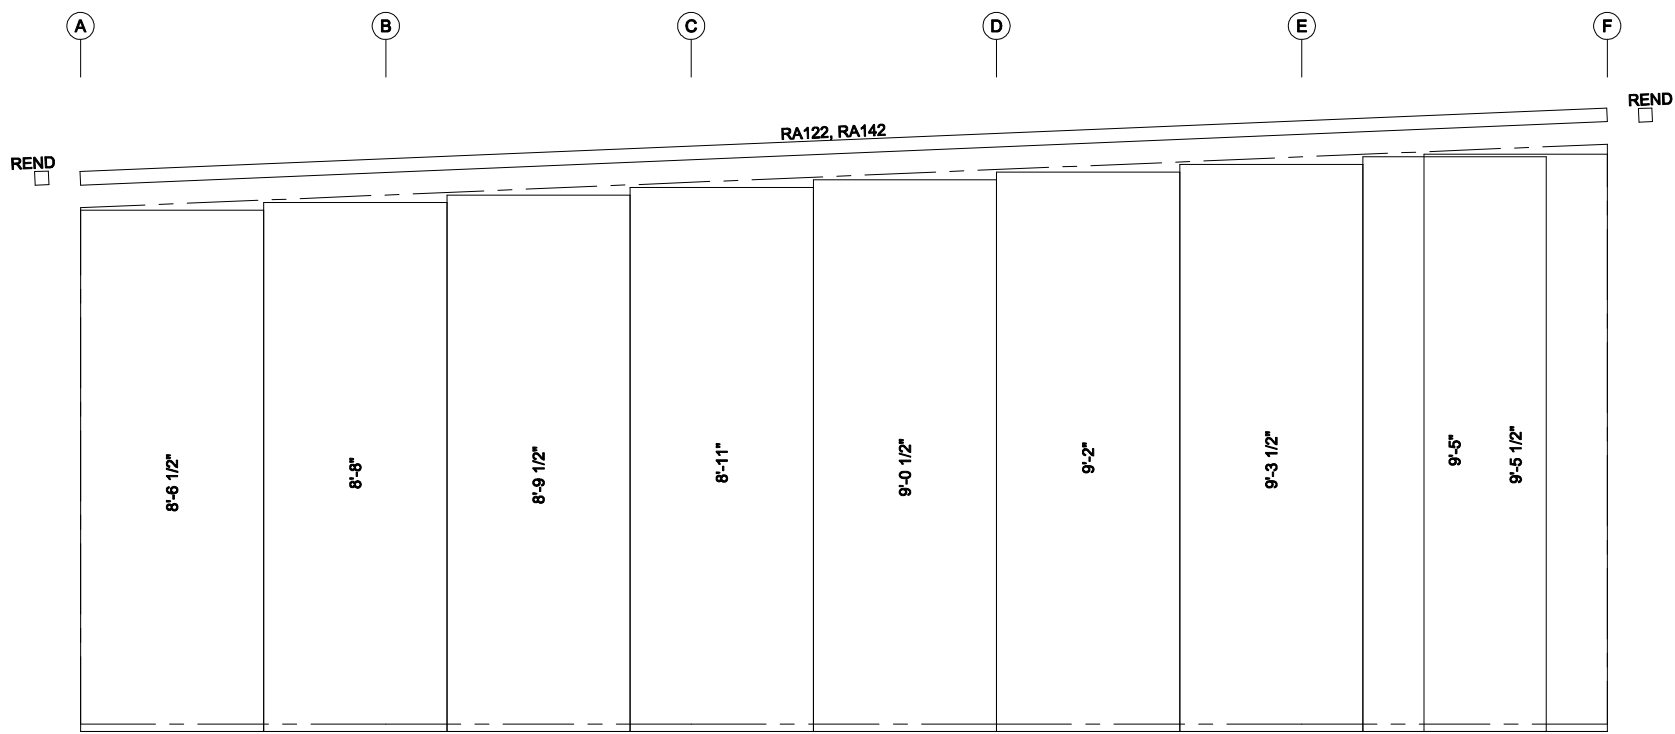 A B C D E F
REND
RA122, RA142
REND
8'-6 1/2"
8'-8"
8'-9 1/2"
8'-11"
9'-0 1/2"
9'-2"
9'-3 1/2"
9'-5"
9'-5 1/2"